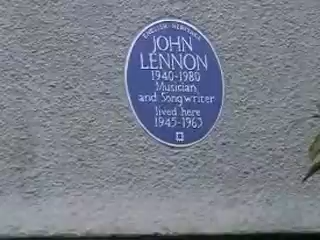 ENGLISH HERITAGE
JOHN
LENNON
1940-1980
Musician
and Songwriter
lived here
1945-1963